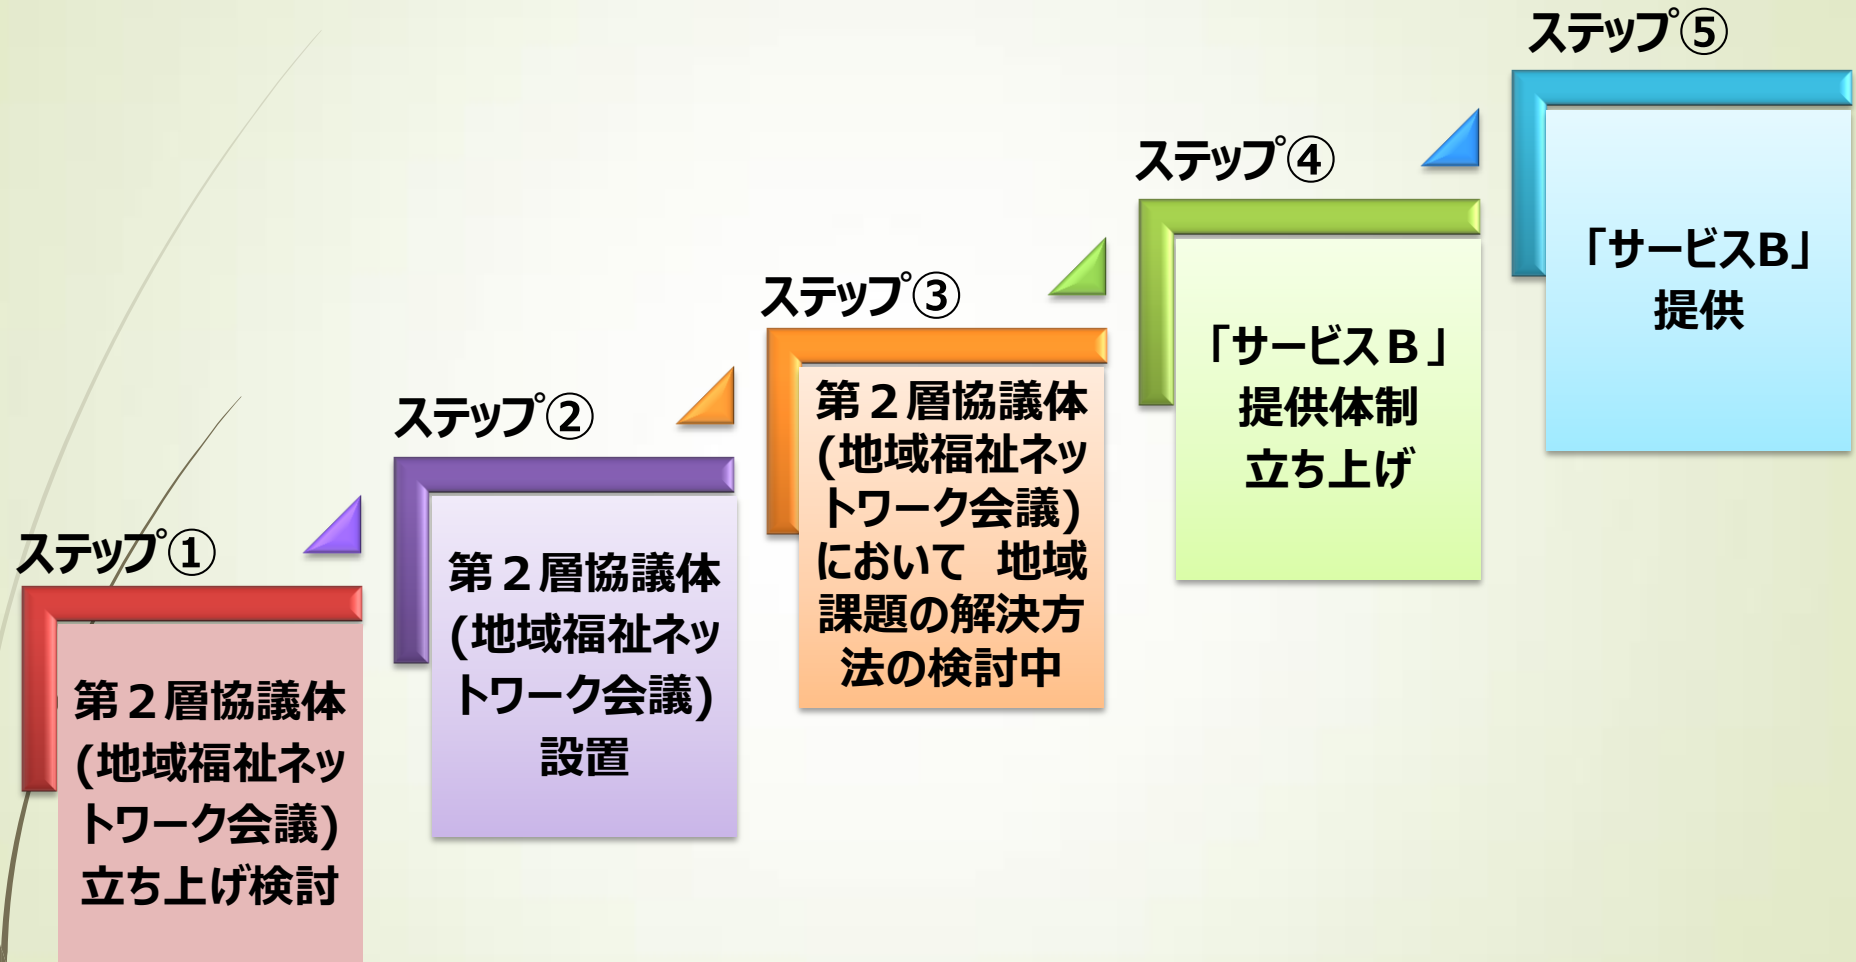 ステップ①
第２層協議体
(地域福祉ネッ
トワーク会議)
立ち上げ検討
ステップ②
第２層協議体
(地域福祉ネッ
トワーク会議)
設置
ステップ③
第２層協議体
(地域福祉ネッ
トワーク会議)
において　地域
課題の解決方
法の検討中
ステップ④
「サービスＢ」
提供体制
立ち上げ
ステップ⑤
「サービスB」
提供